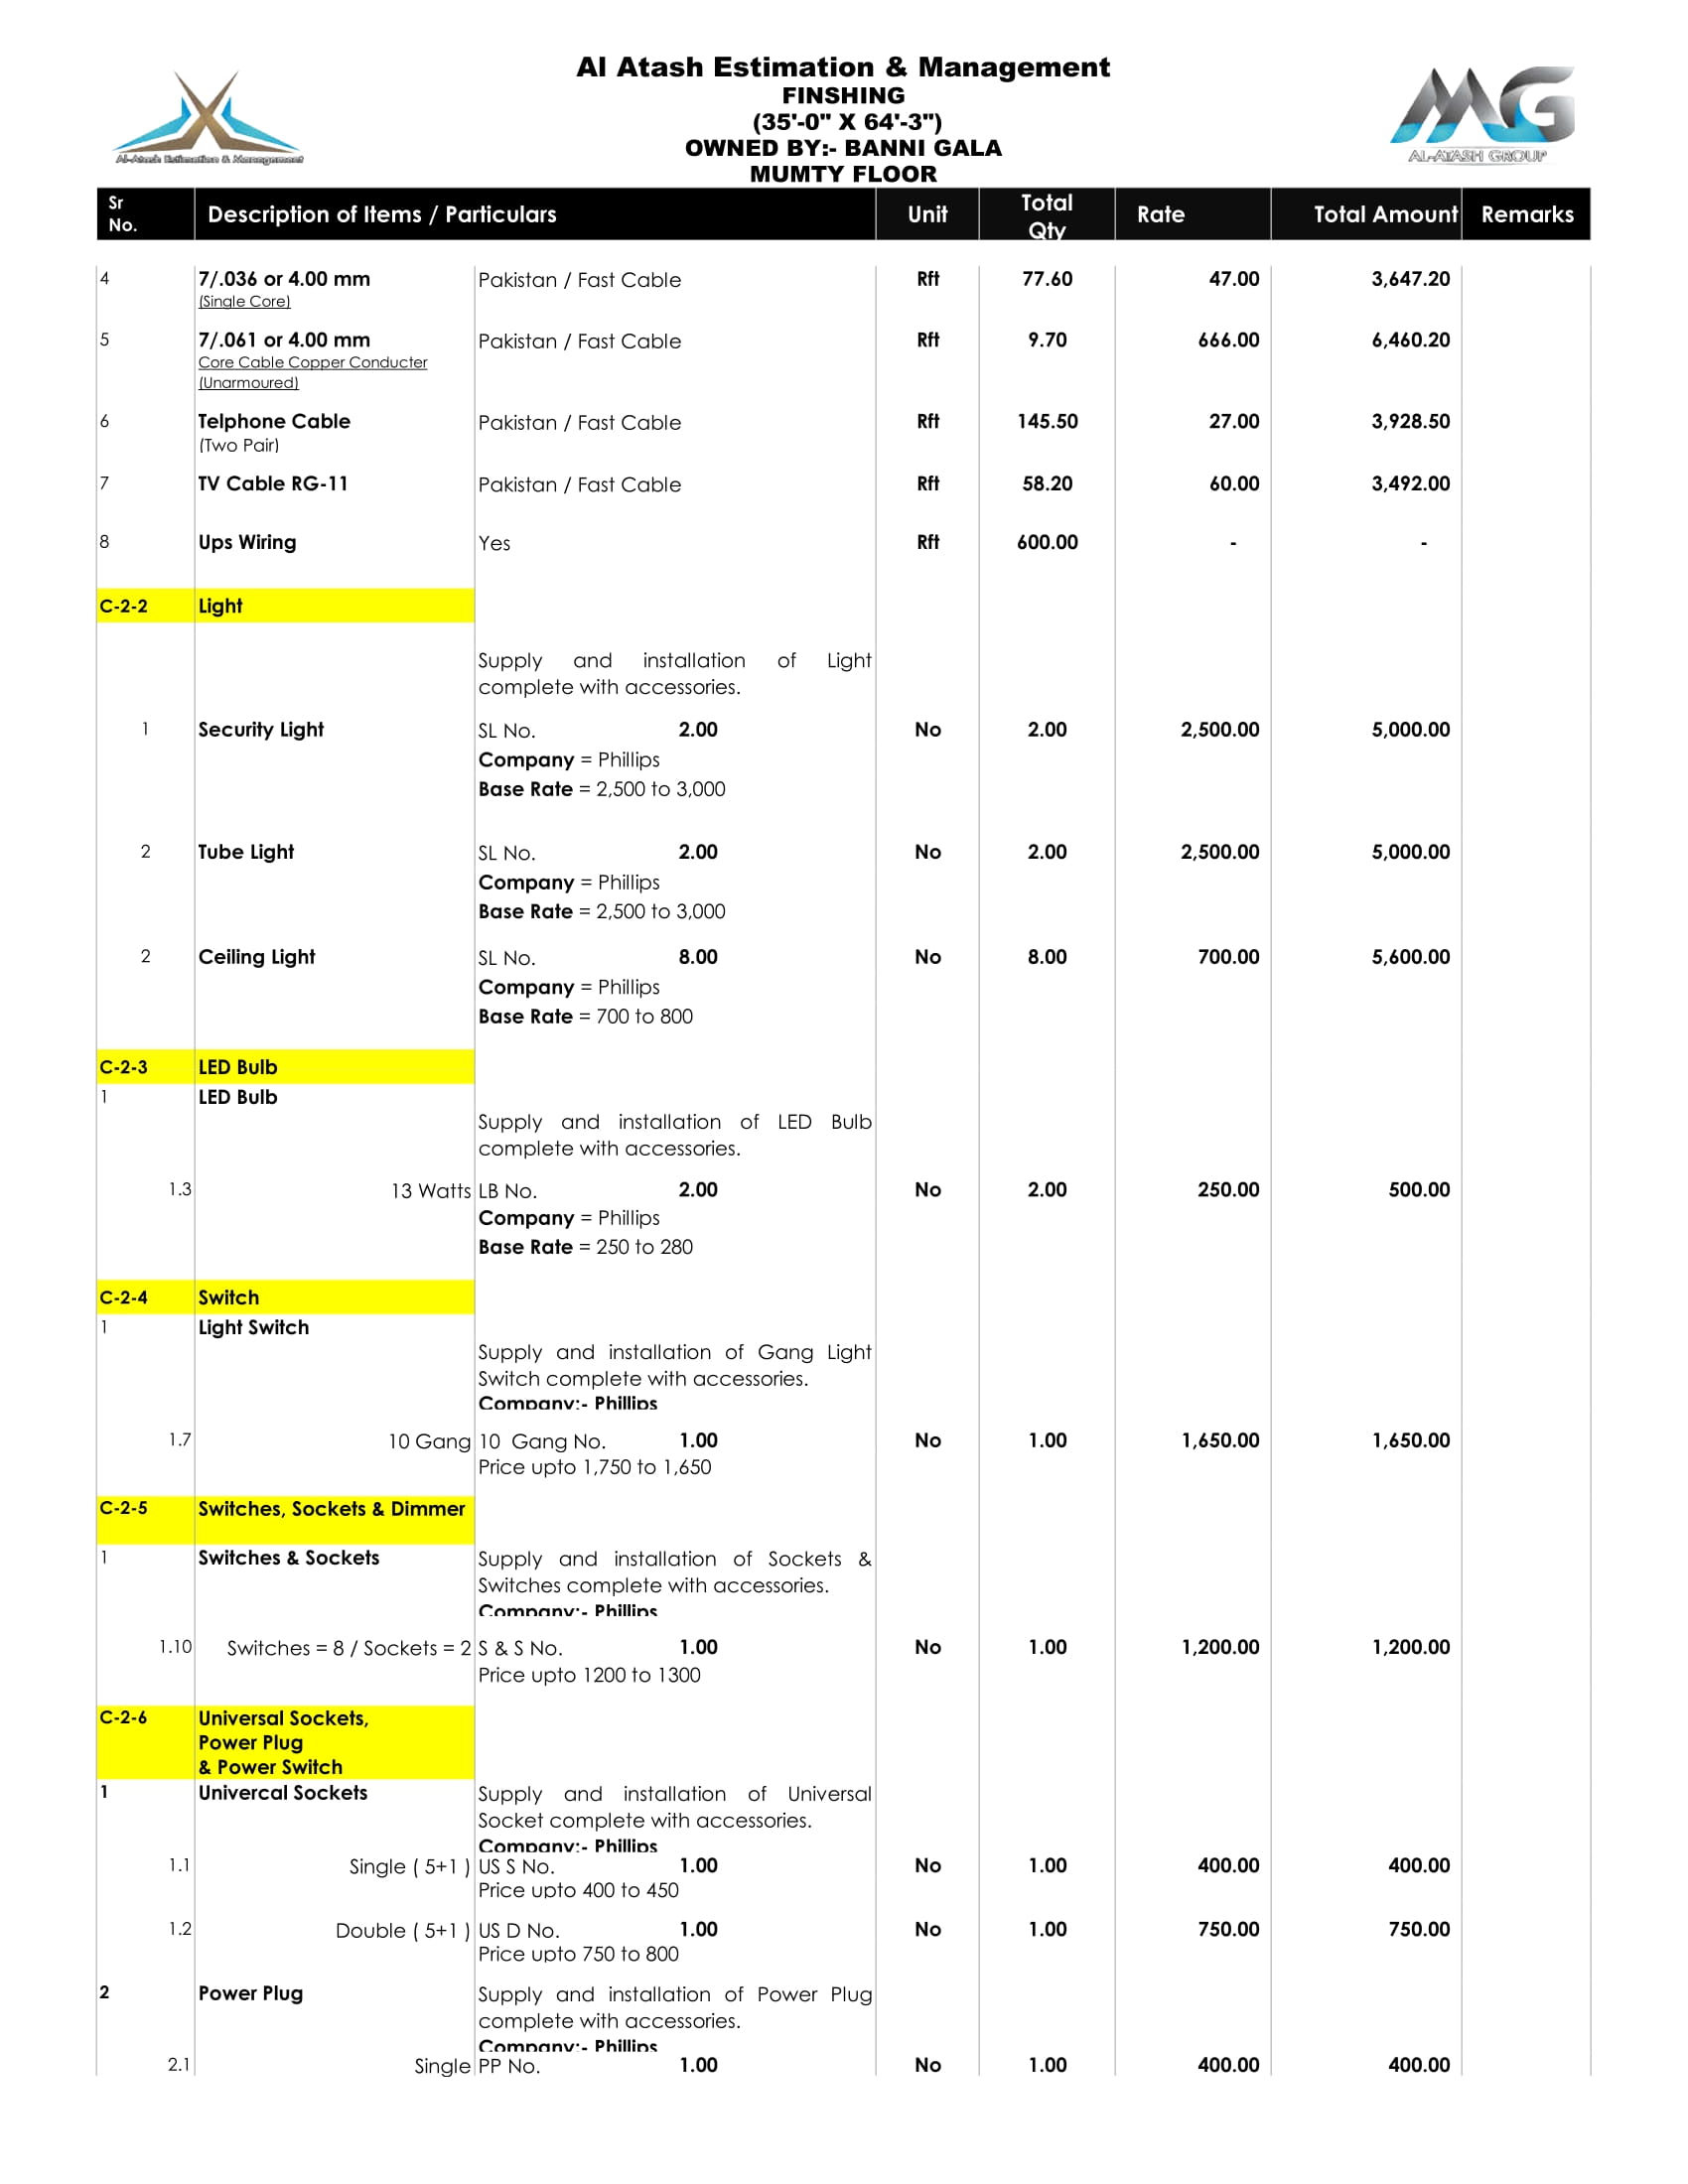 Al Atash Estimation & Management
FINSHING
(35'-0" X 64'-3")
OWNED BY:- BANNI GALA
MUMTY FLOOR
Al-Atash Estimation & Management
MG
AL-ATASH GROUP
Sr No. Description of Items / Particulars Unit Total Qty Rate Total Amount Remarks
4 7/.036 or 4.00 mm Pakistan / Fast Cable Rft 77.60 47.00 3,647.20
(Single Core)
5 7/.061 or 4.00 mm Pakistan / Fast Cable Rft 9.70 666.00 6,460.20
Core Cable Copper Conducter
(Unarmoured)
6 Telphone Cable Pakistan / Fast Cable Rft 145.50 27.00 3,928.50
(Two Pair)
7 TV Cable RG-11 Pakistan / Fast Cable Rft 58.20 60.00 3,492.00
8 Ups Wiring Yes Rft 600.00 - -
C-2-2 Light
Supply and installation of Light
complete with accessories.
1 Security Light SL No. 2.00 No 2.00 2,500.00 5,000.00
Company = Phillips
Base Rate = 2,500 to 3,000
2 Tube Light SL No. 2.00 No 2.00 2,500.00 5,000.00
Company = Phillips
Base Rate = 2,500 to 3,000
2 Ceiling Light SL No. 8.00 No 8.00 700.00 5,600.00
Company = Phillips
Base Rate = 700 to 800
C-2-3 LED Bulb
1 LED Bulb
Supply and installation of LED Bulb
complete with accessories.
1.3 13 Watts LB No. 2.00 No 2.00 250.00 500.00
Company = Phillips
Base Rate = 250 to 280
C-2-4 Switch
1 Light Switch
Supply and installation of Gang Light
Switch complete with accessories.
Company:- Phillips
1.7 10 Gang 10 Gang No. 1.00 No 1.00 1,650.00 1,650.00
Price upto 1,750 to 1,650
C-2-5 Switches, Sockets & Dimmer
1 Switches & Sockets Supply and installation of Sockets &
Switches complete with accessories.
Company:- Phillips
1.10 Switches = 8 / Sockets = 2 S & S No. 1.00 No 1.00 1,200.00 1,200.00
Price upto 1200 to 1300
C-2-6 Universal Sockets,
Power Plug
& Power Switch
1 Univercal Sockets Supply and installation of Universal
Socket complete with accessories.
Company:- Phillips
1.1 Single ( 5+1 ) US S No. 1.00 No 1.00 400.00 400.00
Price upto 400 to 450
1.2 Double ( 5+1 ) US D No. 1.00 No 1.00 750.00 750.00
Price upto 750 to 800
2 Power Plug Supply and installation of Power Plug
complete with accessories.
Company:- Phillips
2.1 Single PP No. 1.00 No 1.00 400.00 400.00